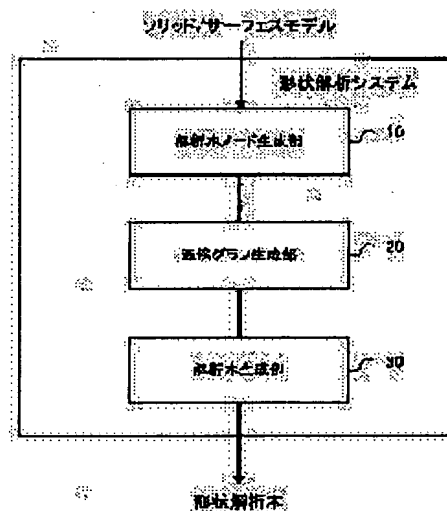 ソリッド/サーフェスモデル
形状解析システム
解析木ノード生成部
10
面接グラフ生成部
20
解析木生成部
30
形状解析木